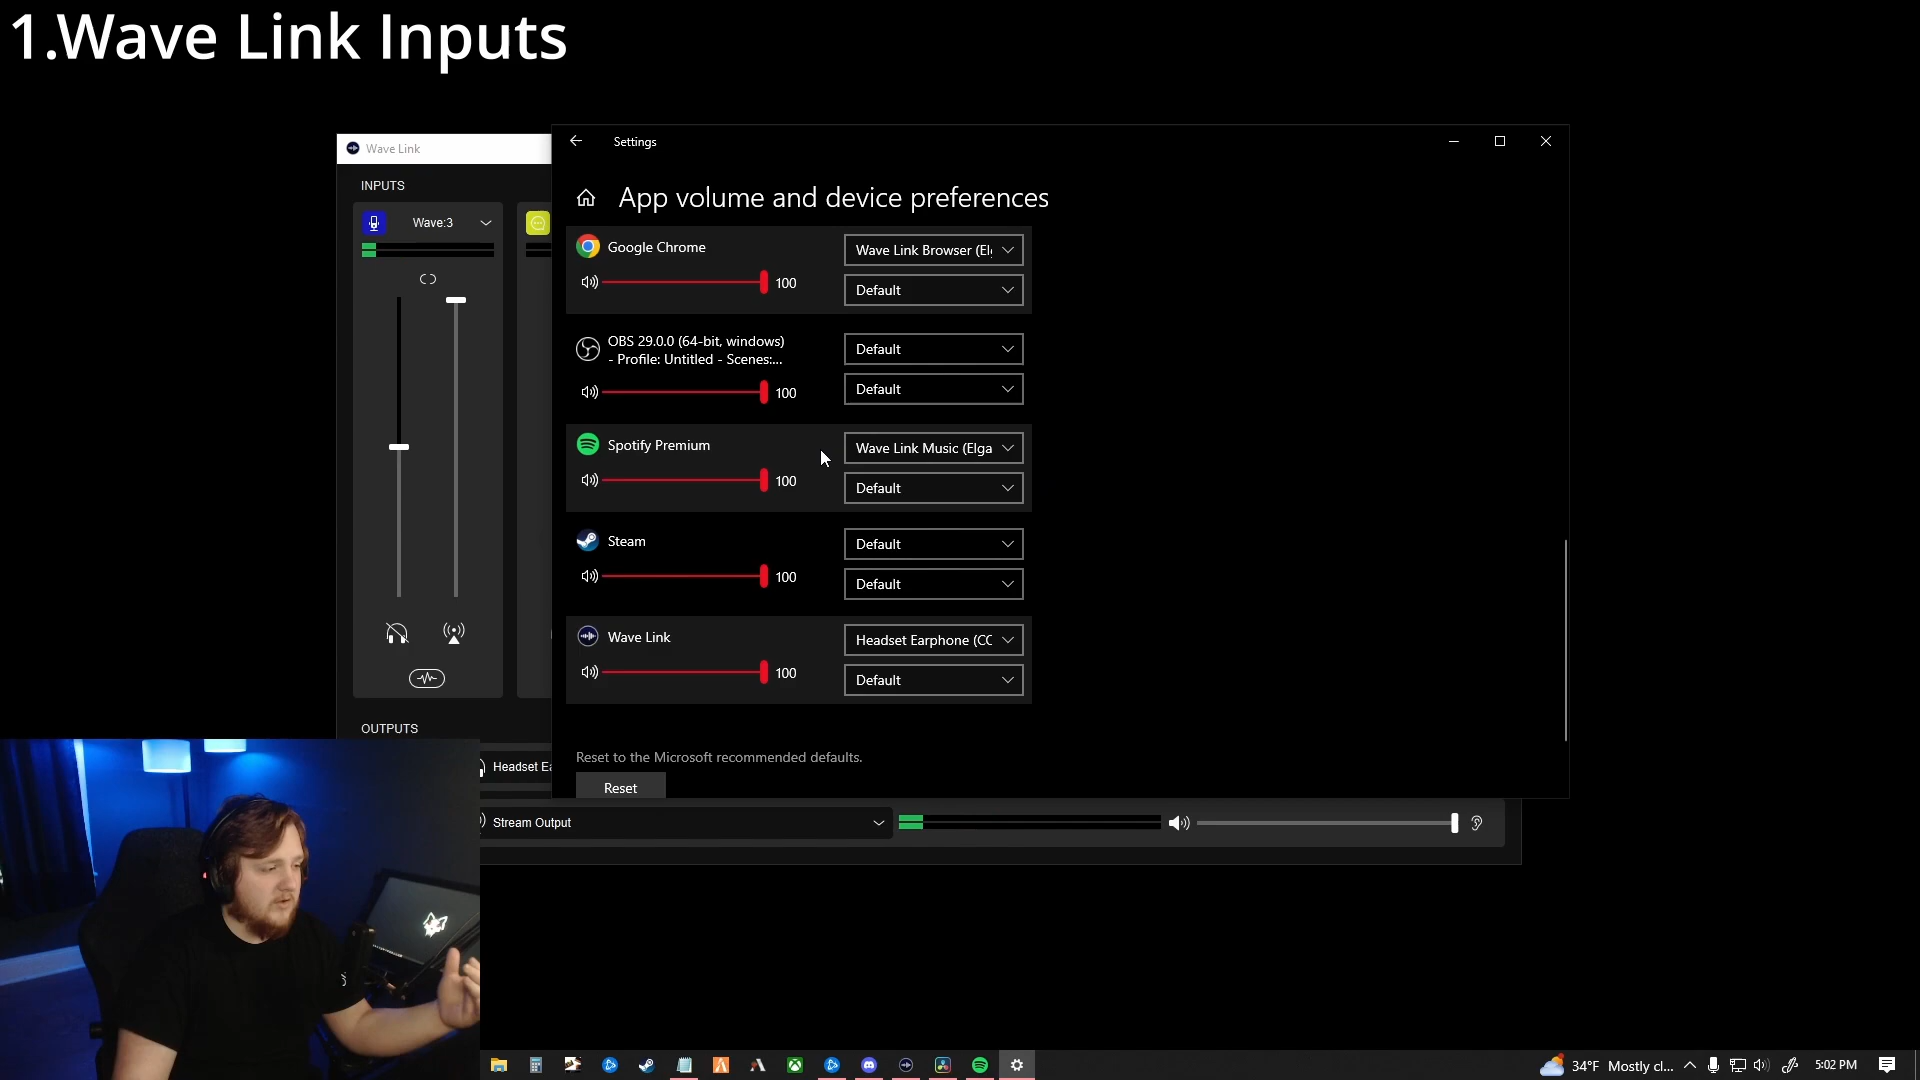 1.Wave Link Inputs
Wave Link
Settings
INPUTS
App volume and device preferences
Wave:3
Google Chrome
Wave Link Browser (El
100
Default
OBS 29.0.0 (64-bit, windows)
- Profile: Untitled - Scenes:...
Default
100
Default
Spotify Premium
Wave Link Music (Elga
100
Default
Steam
Default
100
Default
Wave Link
Headset Earphone (CC
100
Default
OUTPUTS
Reset to the Microsoft recommended defaults.
Headset Ea
Reset
Stream Output
34°F Mostly cl...
5:02 PM